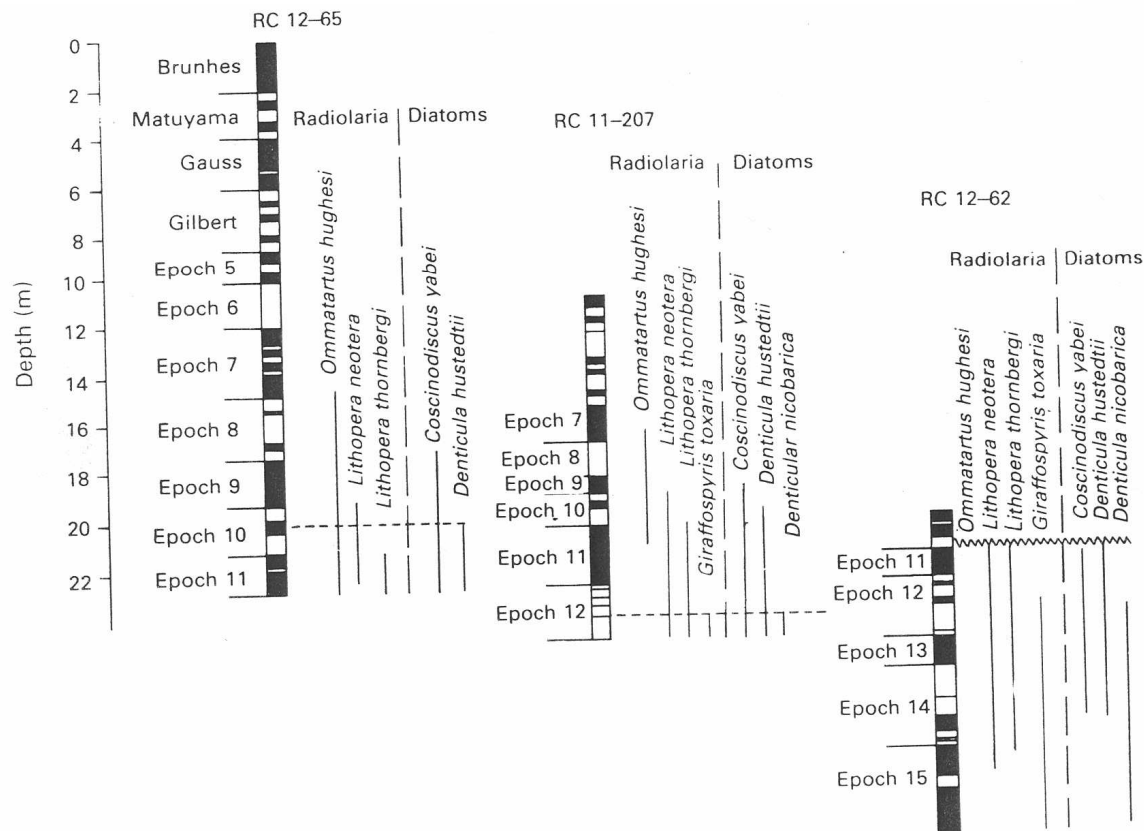 RC 12–65
Depth (m)
0
2
4
6
8
10
12
14
16
18
20
22
Brunhes
Matuyama
Gauss
Gilbert
Epoch 5
Epoch 6
Epoch 7
Epoch 8
Epoch 9
Epoch 10
Epoch 11
Radiolaria
Diatoms
Ommatartus hughesi
Lithopera neotera
Lithopera thornbergi
Coscinodiscus yabei
Denticula hustedtii
RC 11–207
Radiolaria
Diatoms
Ommatartus hughesi
Lithopera neotera
Lithopera thornbergi
Giraffospyris toxaria
Coscinodiscus yabei
Denticula hustedtii
Denticular nicobarica
Epoch 7
Epoch 8
Epoch 9
Epoch 10
Epoch 11
Epoch 12
RC 12–62
Radiolaria
Diatoms
Ommatartus hughesi
Lithopera neotera
Lithopera thornbergi
Giraffospyris toxaria
Coscinodiscus yabei
Denticula hustedtii
Denticula nicobarica
Epoch 11
Epoch 12
Epoch 13
Epoch 14
Epoch 15